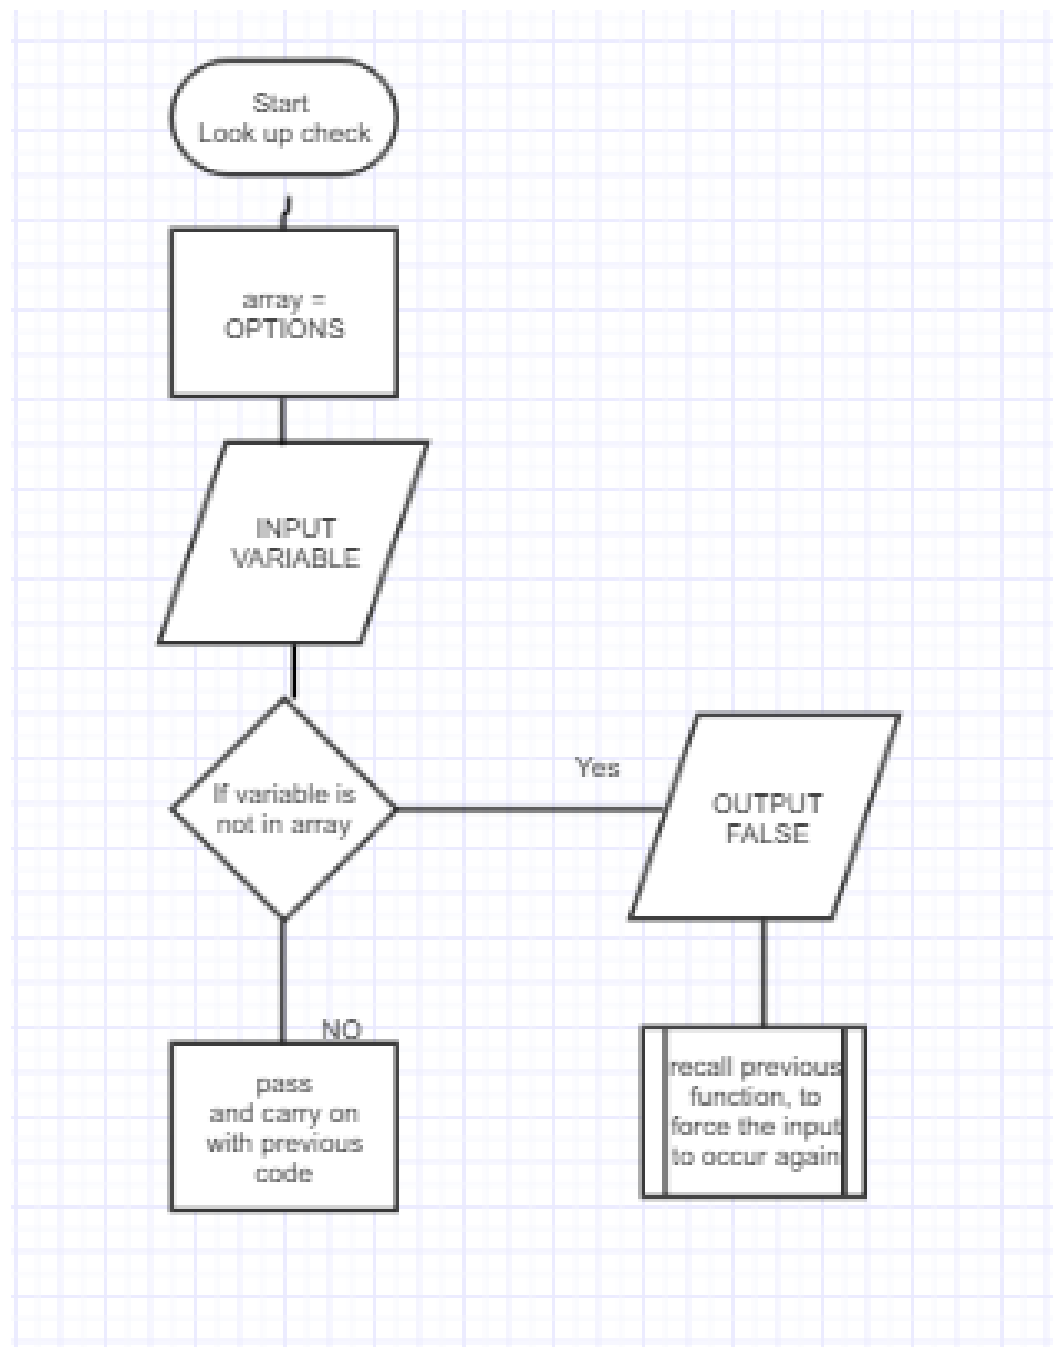 Start
Look up check
array =
OPTIONS
INPUT
VARIABLE
If variable is
not in array
Yes
OUTPUT
FALSE
NO
pass
and carry on
with previous
code
recall previous
function, to
force the input
to occur again